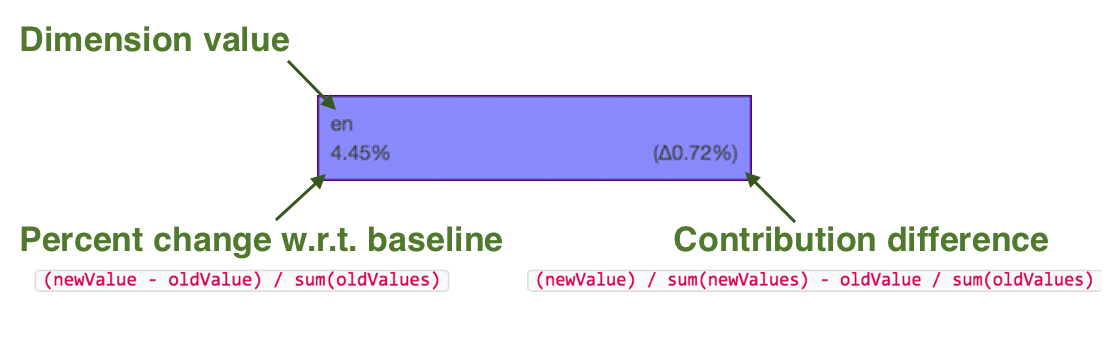 Dimension value
en
4.45% (Δ0.72%)
Percent change w.r.t. baseline Contribution difference
(newValue - oldValue) / sum(oldValues) (newValue) / sum(newValues) - oldValue / sum(oldValues)